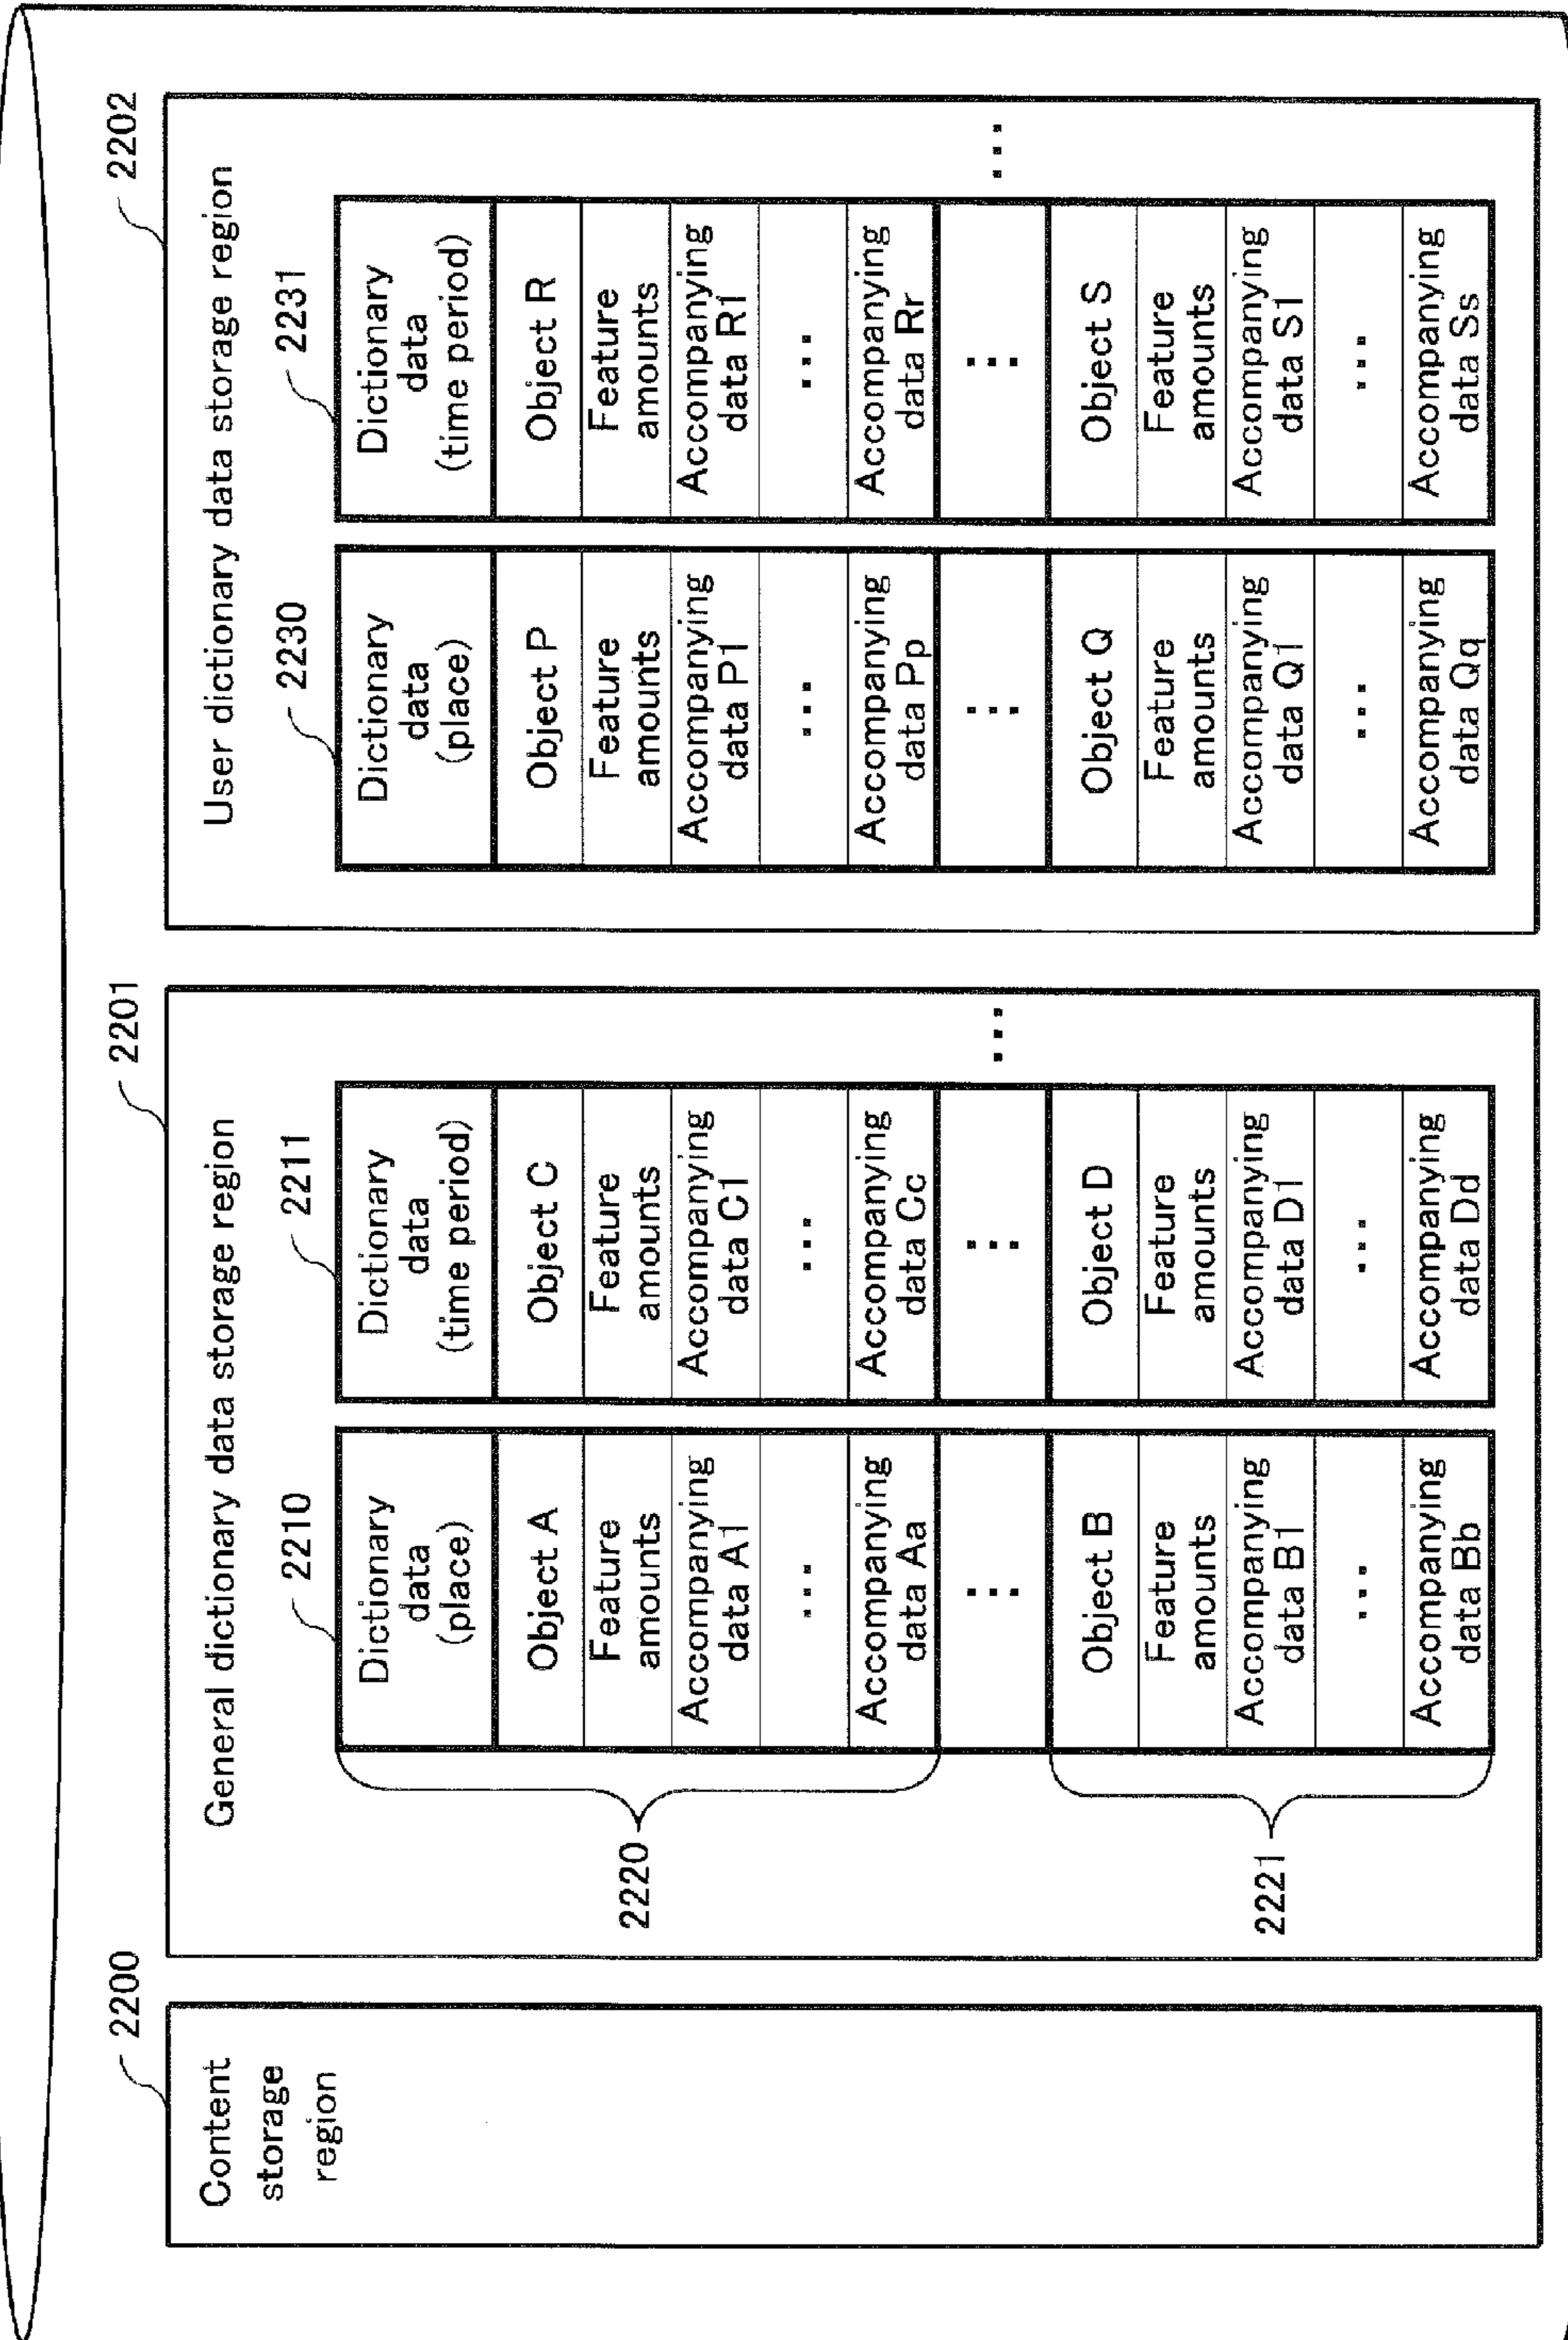 2200
Content
storage
region
2201
General dictionary data storage region
2210
Dictionary
data
(place)
Object A
Feature
amounts
Accompanying
data A1
...
Accompanying
data Aa
⋮
Object B
Feature
amounts
Accompanying
data B1
...
Accompanying
data Bb
2220
2221
2211
Dictionary
data
(time period)
Object C
Feature
amounts
Accompanying
data C1
...
Accompanying
data Cc
⋮
Object D
Feature
amounts
Accompanying
data D1
...
Accompanying
data Dd
...
2202
User dictionary data storage region
2230
Dictionary
data
(place)
Object P
Feature
amounts
Accompanying
data P1
...
Accompanying
data Pp
⋮
Object Q
Feature
amounts
Accompanying
data Q1
...
Accompanying
data Qq
2231
Dictionary
data
(time period)
Object R
Feature
amounts
Accompanying
data R1
...
Accompanying
data Rr
⋮
Object S
Feature
amounts
Accompanying
data S1
...
Accompanying
data Ss
...